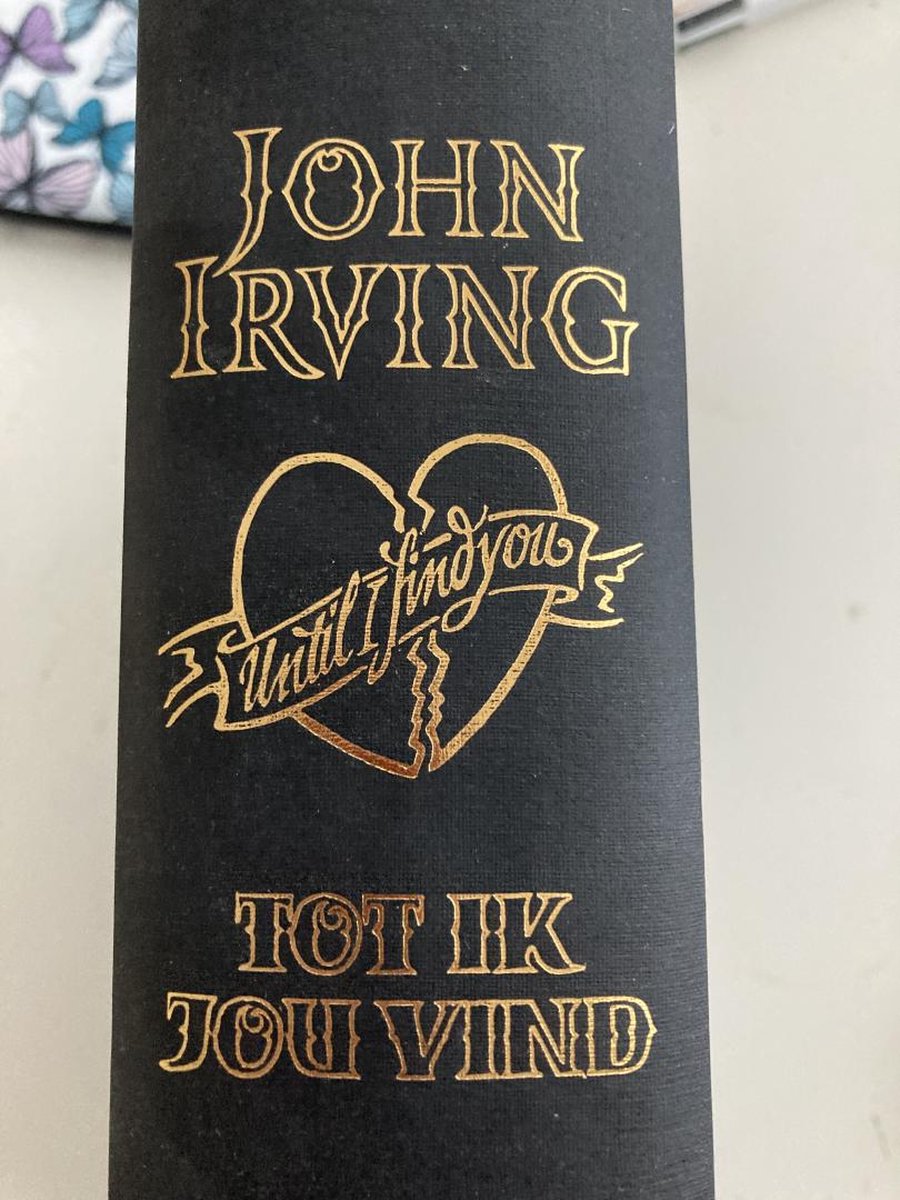 JOHN
IRVING
Until I find you
TOT IK
JOU VIND